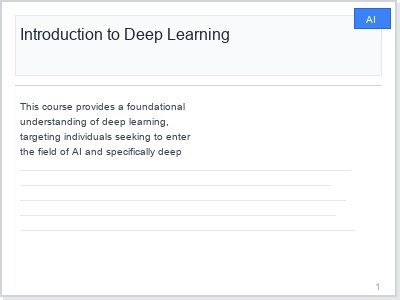 AI
Introduction to Deep Learning
This course provides a foundational
understanding of deep learning,
targeting individuals seeking to enter
the field of AI and specifically deep
1